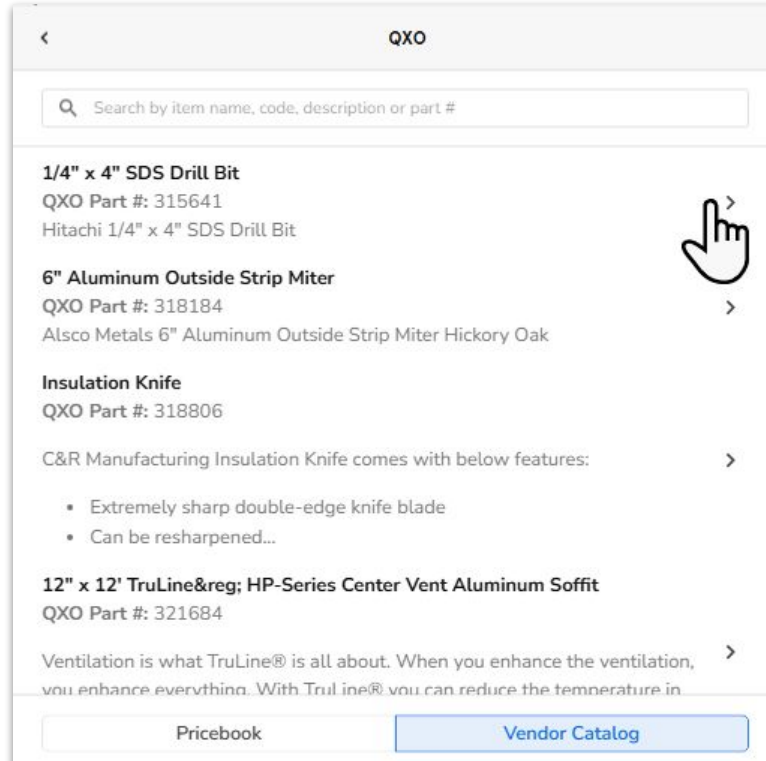 QXO
Search by item name, code, description or part #
1/4" x 4" SDS Drill Bit
QXO Part #: 315641
Hitachi 1/4" x 4" SDS Drill Bit
6" Aluminum Outside Strip Miter
QXO Part #: 318184
Alsco Metals 6" Aluminum Outside Strip Miter Hickory Oak
Insulation Knife
QXO Part #: 318806
C&R Manufacturing Insulation Knife comes with below features:
• Extremely sharp double-edge knife blade
• Can be resharpened...
12" x 12' TruLine&reg; HP-Series Center Vent Aluminum Soffit
QXO Part #: 321684
Ventilation is what TruLine® is all about. When you enhance the ventilation,
you enhance everything. With TruLine® you can reduce the temperature in
Pricebook
Vendor Catalog